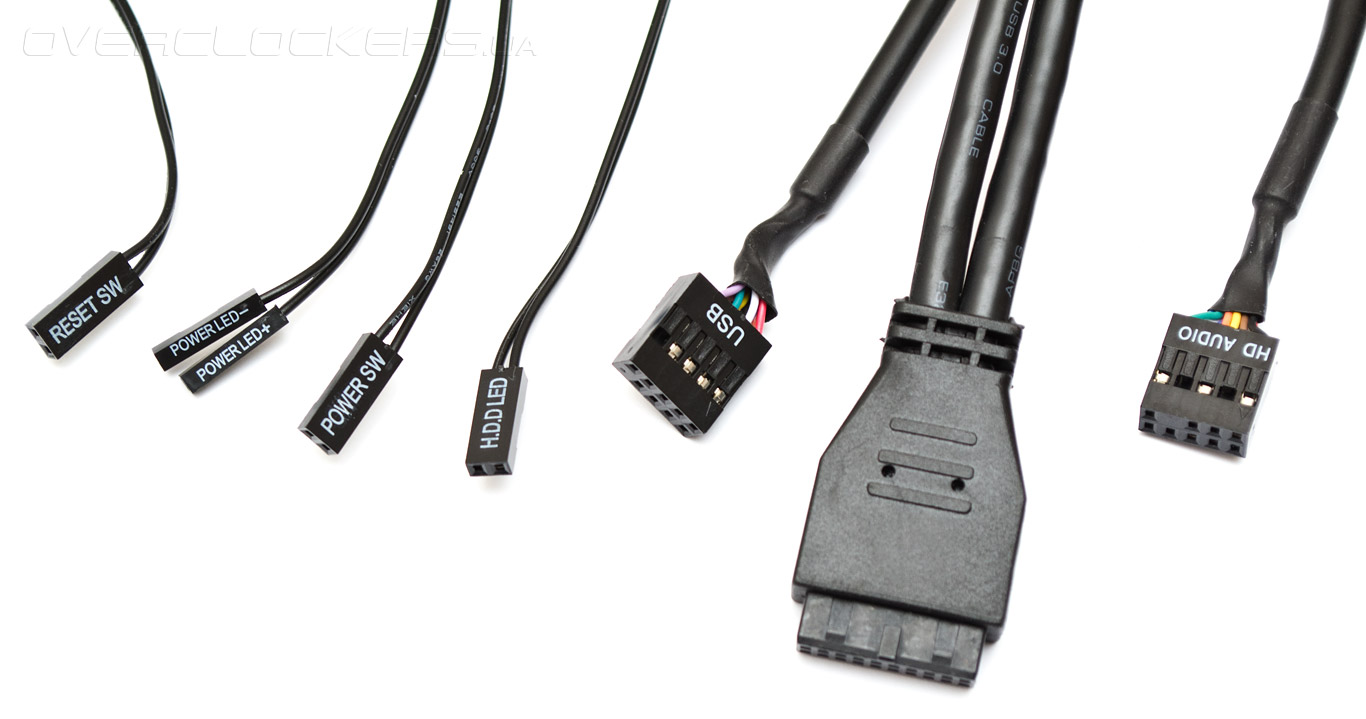 OVERCLOCKERS.UA
RESET SW
POWER LED-
POWER LED+
POWER SW
H.D.D LED
USB
USB 3.0 CABLE
HD AUDIO